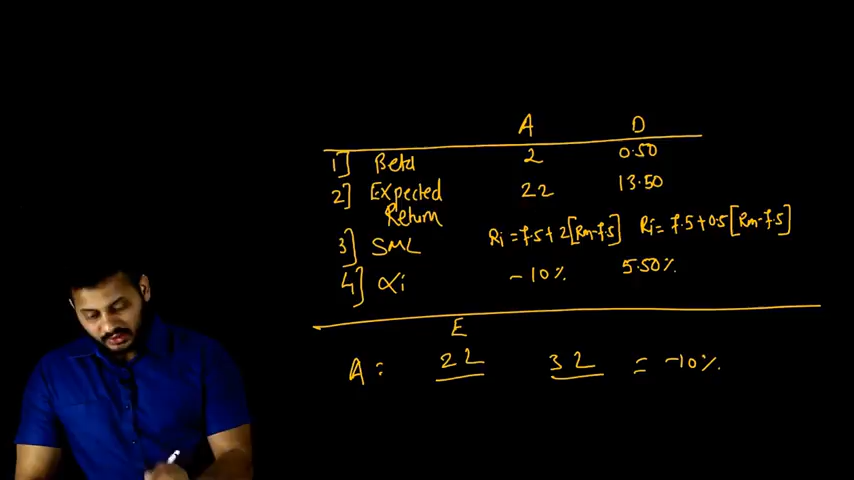 A D
1] Beta 2 0.50
2] Expected Return 22 13.50
3] SML Ri = 7.5+2[Rm-7.5] Ri = 7.5+0.5[Rm-7.5]
4] αi -10% 5.50%
E
A: 22 32 = -10%